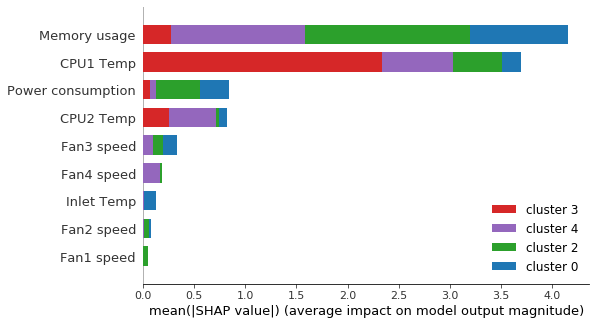 Memory usage
CPU1 Temp
Power consumption
CPU2 Temp
Fan3 speed
Fan4 speed
Inlet Temp
Fan2 speed
Fan1 speed
cluster 3
cluster 4
cluster 2
cluster 0
0.0 0.5 1.0 1.5 2.0 2.5 3.0 3.5 4.0
mean(|SHAP value|) (average impact on model output magnitude)